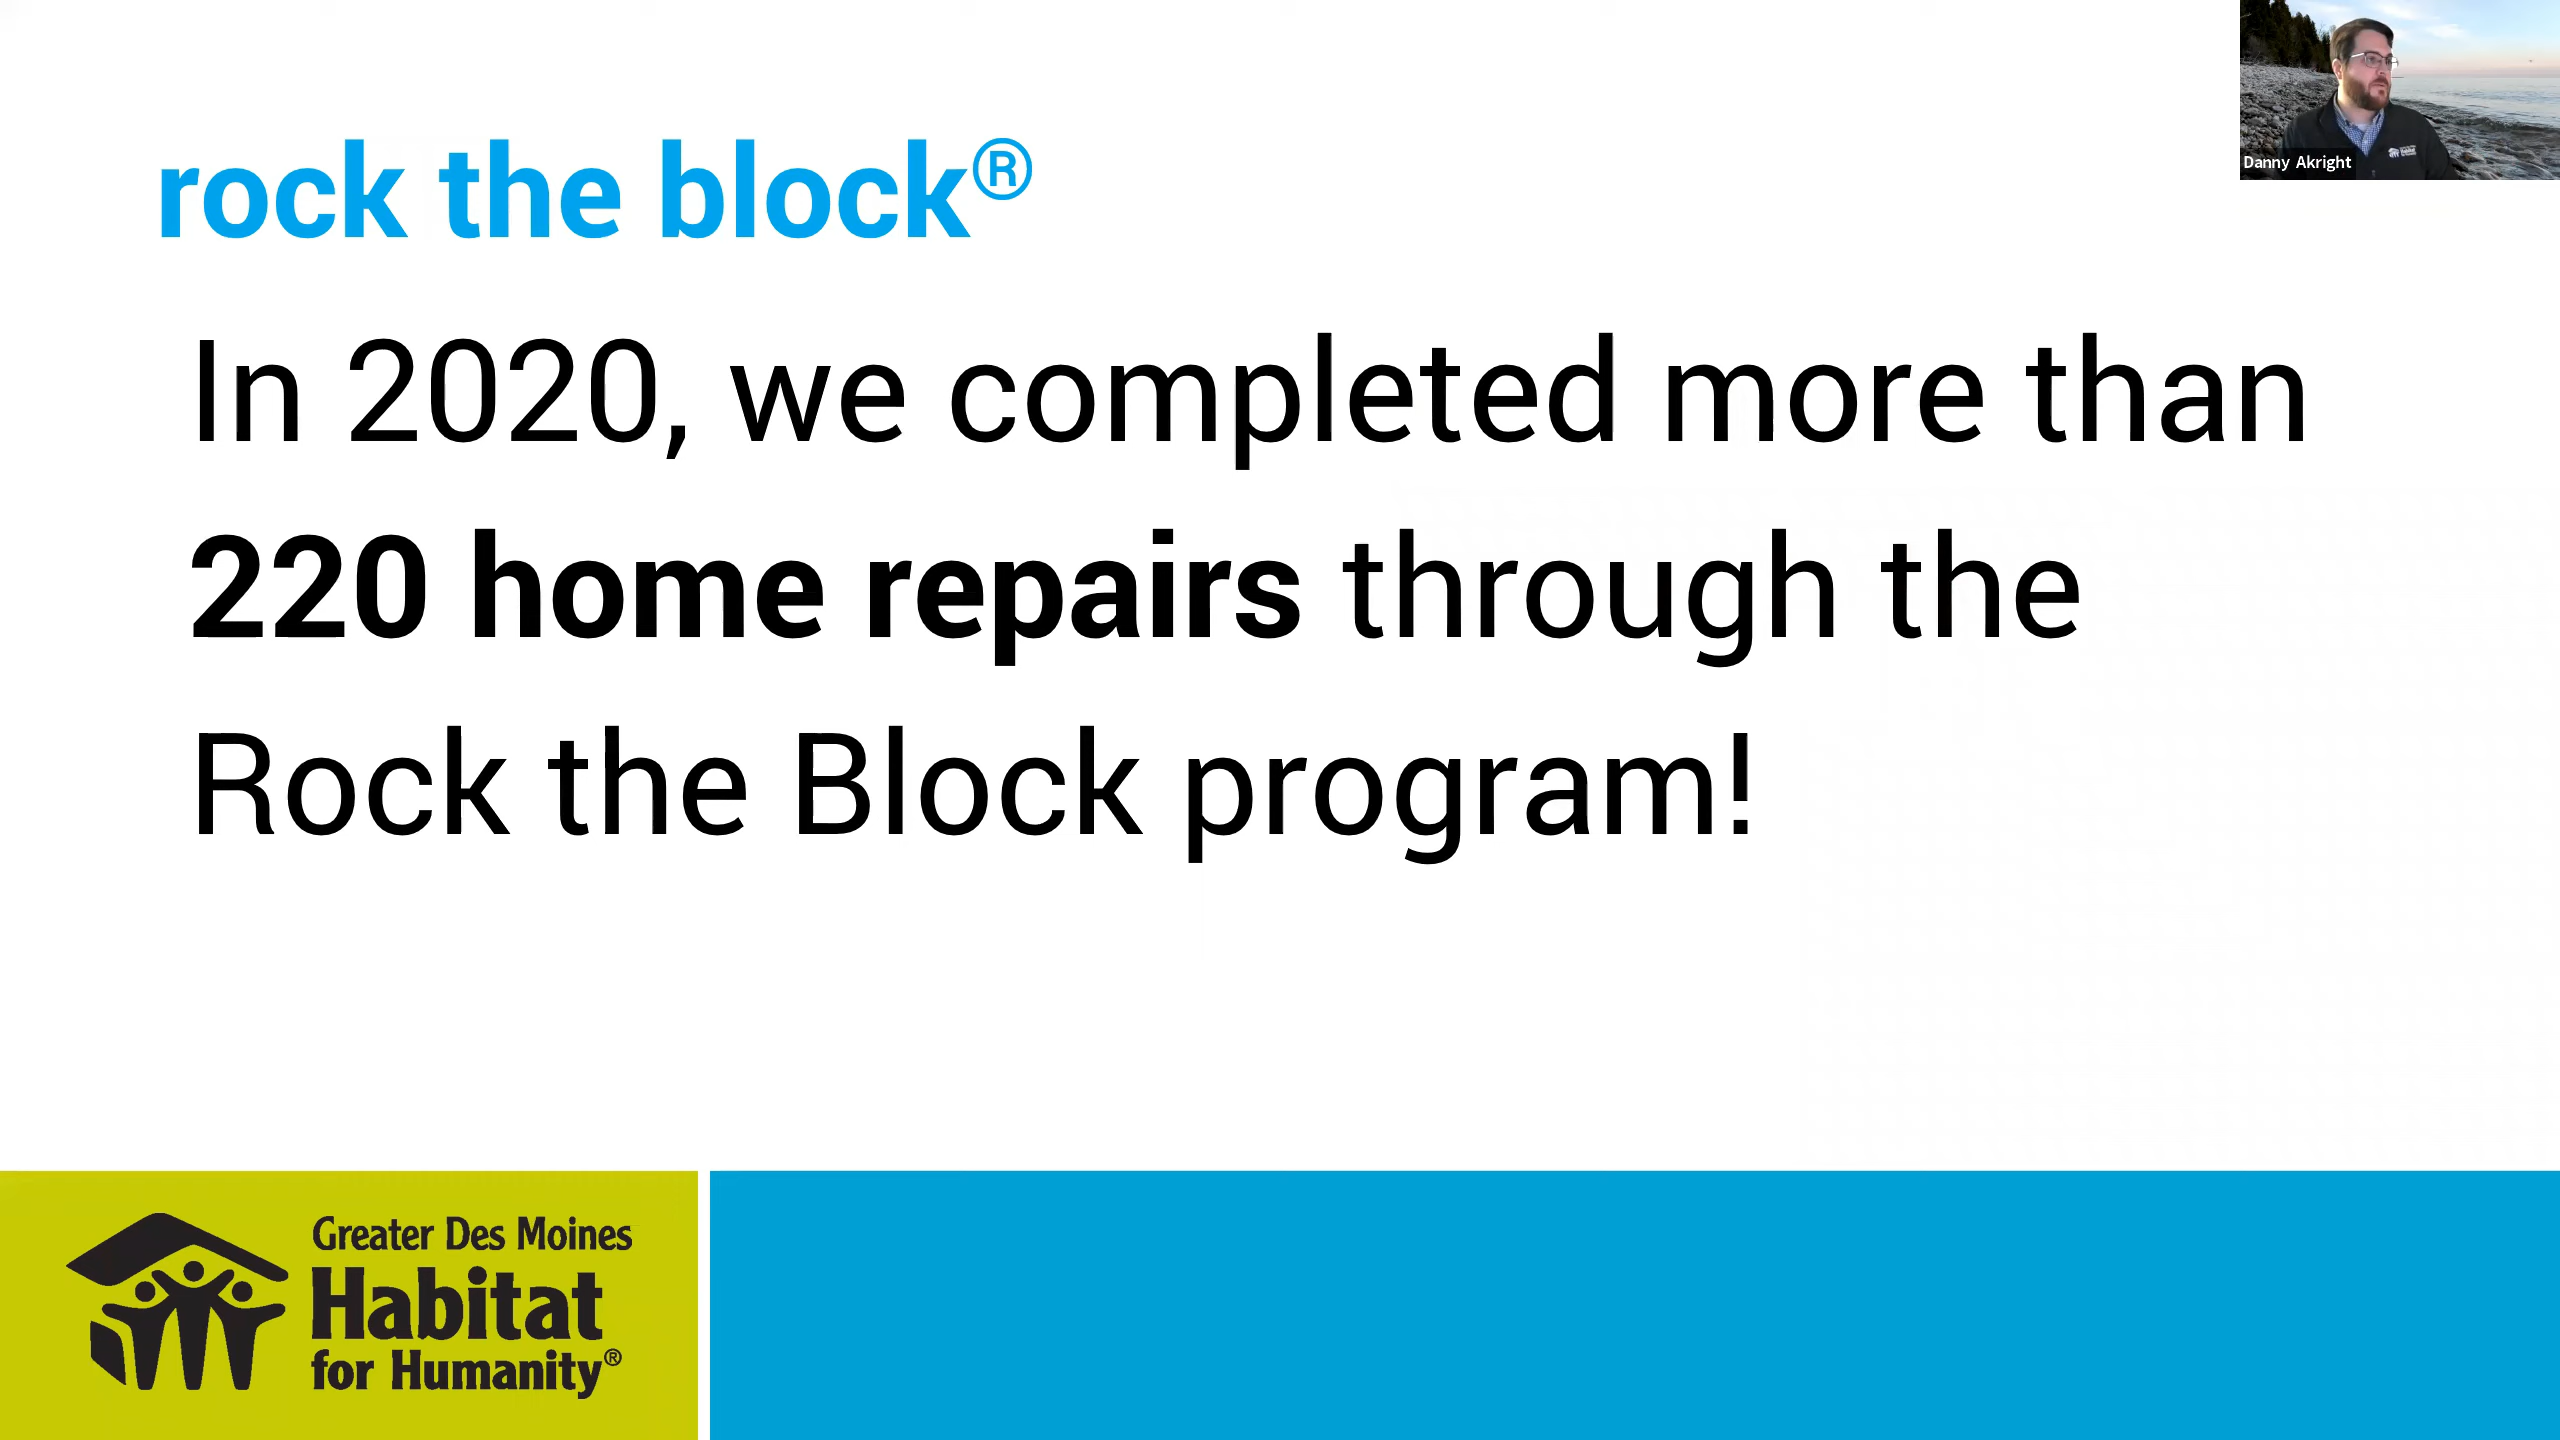 rock the block®
In 2020, we completed more than
220 home repairs through the
Rock the Block program!
Danny Akright
Greater Des Moines
Habitat
for Humanity®